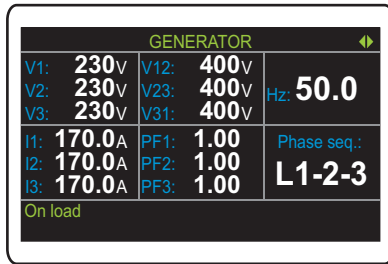 GENERATOR
V1: 230V V12: 400V
V2: 230V V23: 400V Hz: 50.0
V3: 230V V31: 400V
I1: 170.0A PF1: 1.00 Phase seq.:
I2: 170.0A PF2: 1.00 L1-2-3
I3: 170.0A PF3: 1.00
On load